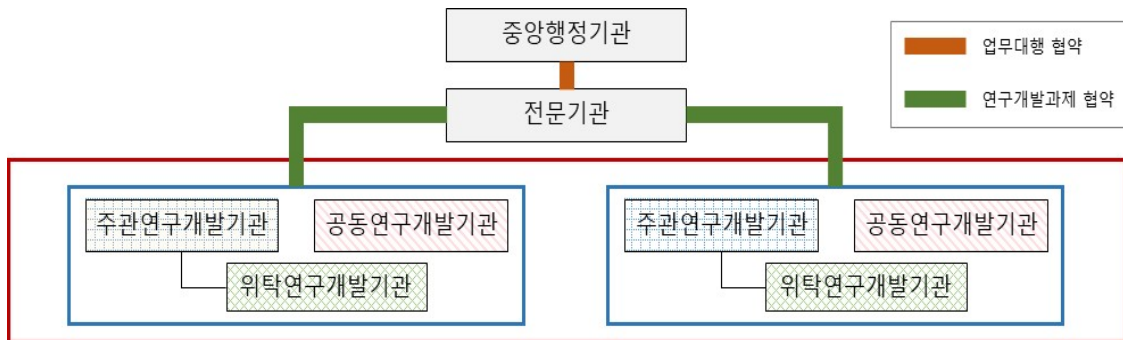 중앙행정기관
업무대행 협약
전문기관
연구개발과제 협약
주관연구개발기관
공동연구개발기관
위탁연구개발기관
주관연구개발기관
공동연구개발기관
위탁연구개발기관